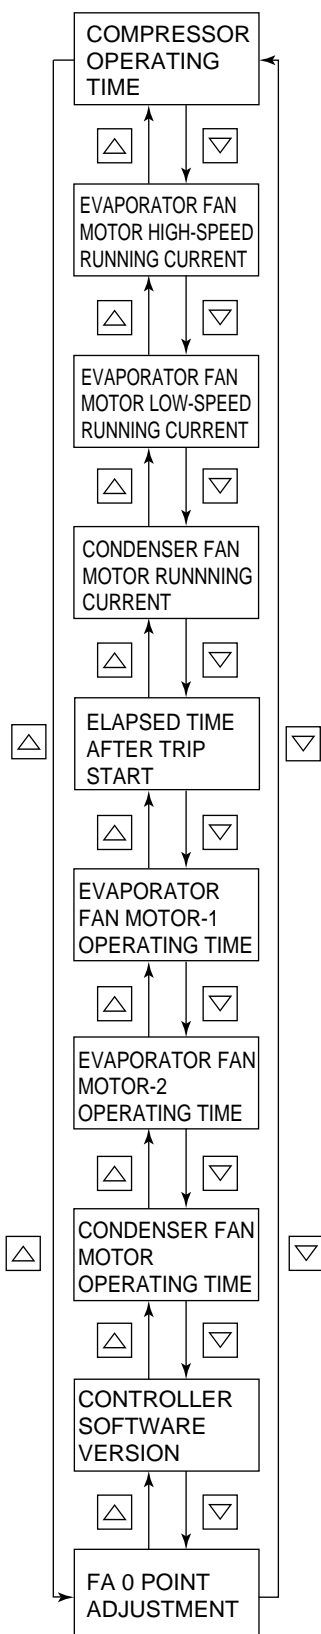 COMPRESSOR
OPERATING
TIME
EVAPORATOR FAN
MOTOR HIGH-SPEED
RUNNING CURRENT
EVAPORATOR FAN
MOTOR LOW-SPEED
RUNNING CURRENT
CONDENSER FAN
MOTOR RUNNNING
CURRENT
ELAPSED TIME
AFTER TRIP
START
EVAPORATOR
FAN MOTOR-1
OPERATING TIME
EVAPORATOR FAN
MOTOR-2
OPERATING TIME
CONDENSER FAN
MOTOR
OPERATING TIME
CONTROLLER
SOFTWARE
VERSION
FA 0 POINT
ADJUSTMENT